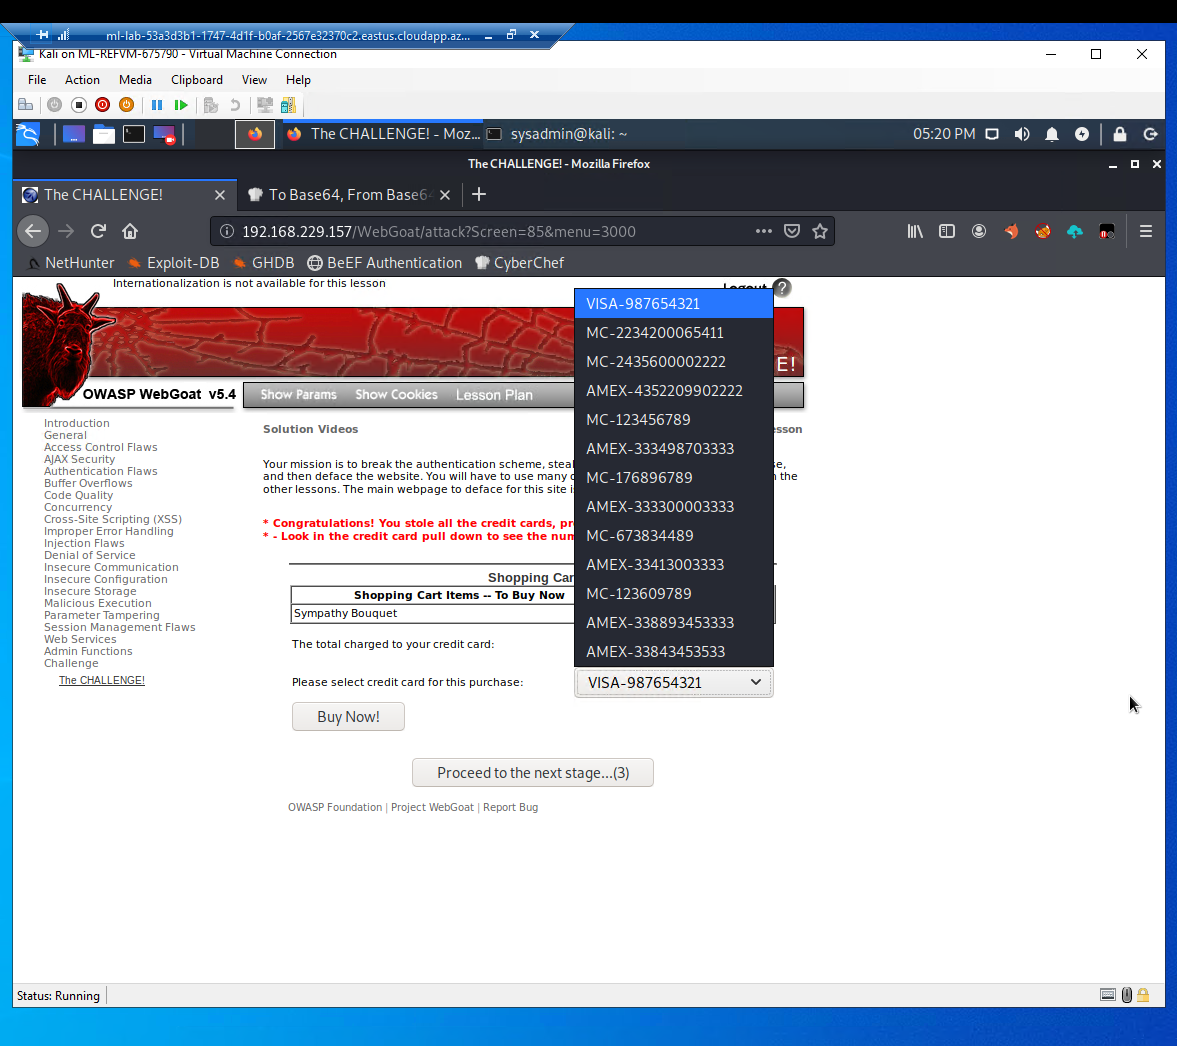 ml-lab-53a3d3b1-1747-4d1f-b0af-2567e32370c2.eastus.cloudapp.az...
Kali on ML-REFVM-675790 - Virtual Machine Connection
File Action Media Clipboard View Help
The CHALLENGE! - Moz... sysadmin@kali: ~ 05:20 PM
The CHALLENGE! - Mozilla Firefox
The CHALLENGE! To Base64, From Base64
192.168.229.157/WebGoat/attack?Screen=85&menu=3000
NetHunter Exploit-DB GHDB BeEF Authentication CyberChef
Internationalization is not available for this lesson
Logout ?
E!
OWASP WebGoat v5.4
Show Params Show Cookies Lesson Plan
Introduction
General
Access Control Flaws
AJAX Security
Authentication Flaws
Buffer Overflows
Code Quality
Concurrency
Cross-Site Scripting (XSS)
Improper Error Handling
Injection Flaws
Denial of Service
Insecure Communication
Insecure Configuration
Insecure Storage
Malicious Execution
Parameter Tampering
Session Management Flaws
Web Services
Admin Functions
Challenge
The CHALLENGE!
Solution Videos
esson
Your mission is to break the authentication scheme, steal
se,
and then deface the website. You will have to use many
the
other lessons. The main webpage to deface for this site
* Congratulations! You stole all the credit cards,
* - Look in the credit card pull down to see the
Shopping Car
Shopping Cart Items -- To Buy Now
Sympathy Bouquet
The total charged to your credit card:
Please select credit card for this purchase:
VISA-987654321
MC-2234200065411
MC-2435600002222
AMEX-4352209902222
MC-123456789
AMEX-333498703333
MC-176896789
AMEX-333300003333
MC-673834489
AMEX-33413003333
MC-123609789
AMEX-338893453333
AMEX-33843453533
VISA-987654321
Buy Now!
Proceed to the next stage...(3)
OWASP Foundation | Project WebGoat | Report Bug
Status: Running